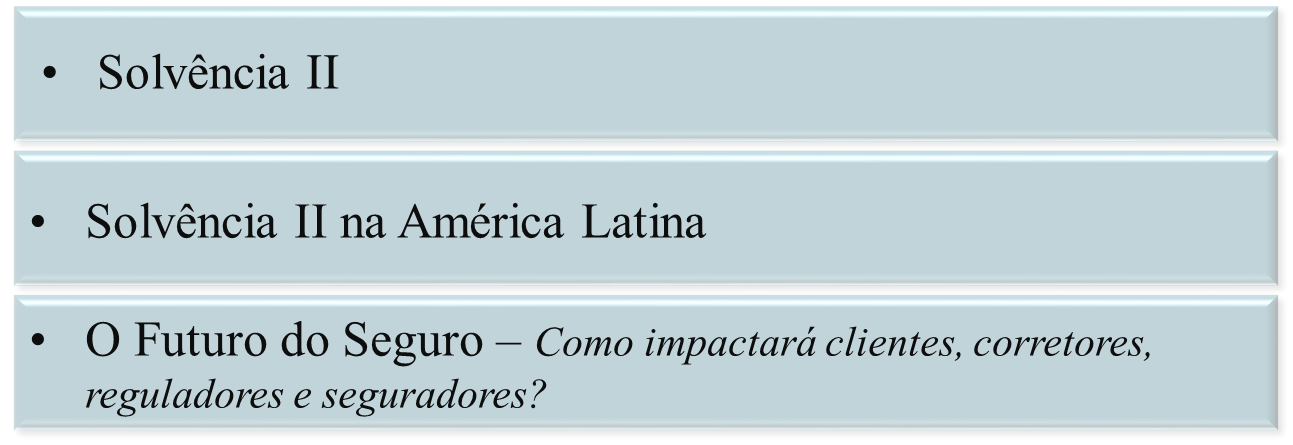 • Solvência II
• Solvência II na América Latina
• O Futuro do Seguro – Como impactará clientes, corretores,
reguladores e seguradores?